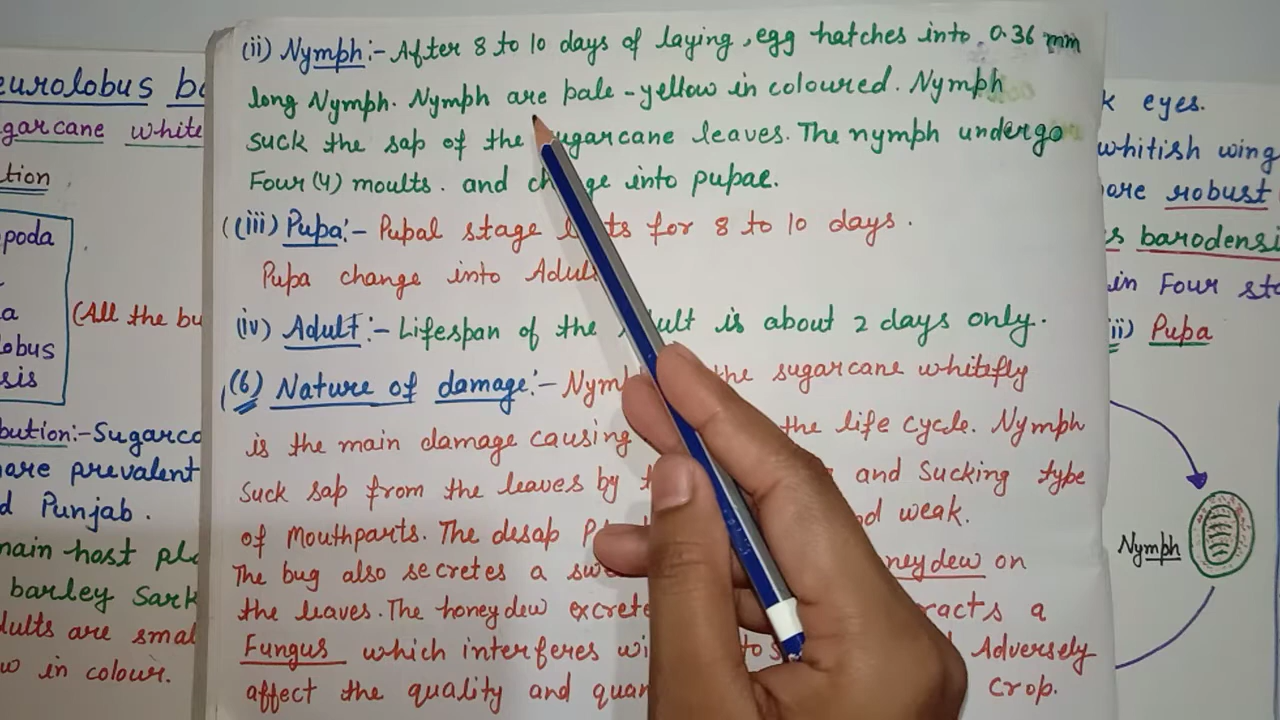 (ii) Nymph:- After 8 to 10 days of laying, egg hatches into 0.36 mm
long Nymph. Nymph are pale-yellow in coloured. Nymph
suck the sap of the sugarcane leaves. The nymph undergo
Four (4) moults. and change into pupae.
(iii) Pupa:- Pupal stage for 8 to 10 days.
Pupa change into Adult
(iv) Adult:- Lifespan of the Adult is about 2 days only.
(6) Nature of damage:- Nymph the sugarcane whitefly
is the main damage causing the life cycle. Nymph
suck sap from the leaves by and sucking type
of Mouthparts. The desap weak.
The bug also secretes a honeydew on
the leaves. The honeydew a
Fungus which interferes Adversely
affect the quality and crop.
garcane white
tion
poda
a
lobus
sis
(All the bu
bution:-Sugarc
are prevalent
d Punjab.
main host pl
barley Sark
dults are smal
w in colour.
k eyes.
whitish wing
are robust
s barodensi
in Four sta
ii) Pupa
Nymph